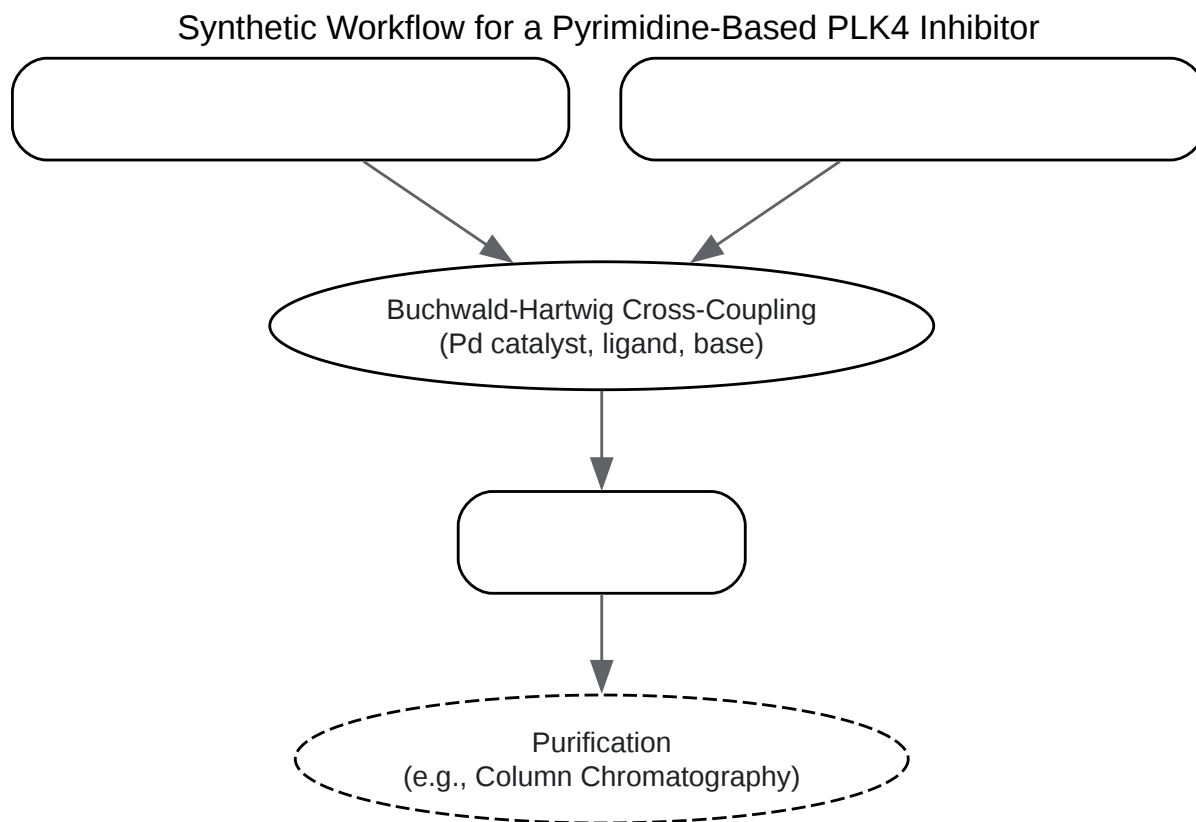 Synthetic Workflow for a Pyrimidine-Based PLK4 Inhibitor
Buchwald-Hartwig Cross-Coupling
(Pd catalyst, ligand, base)
Purification
(e.g., Column Chromatography)